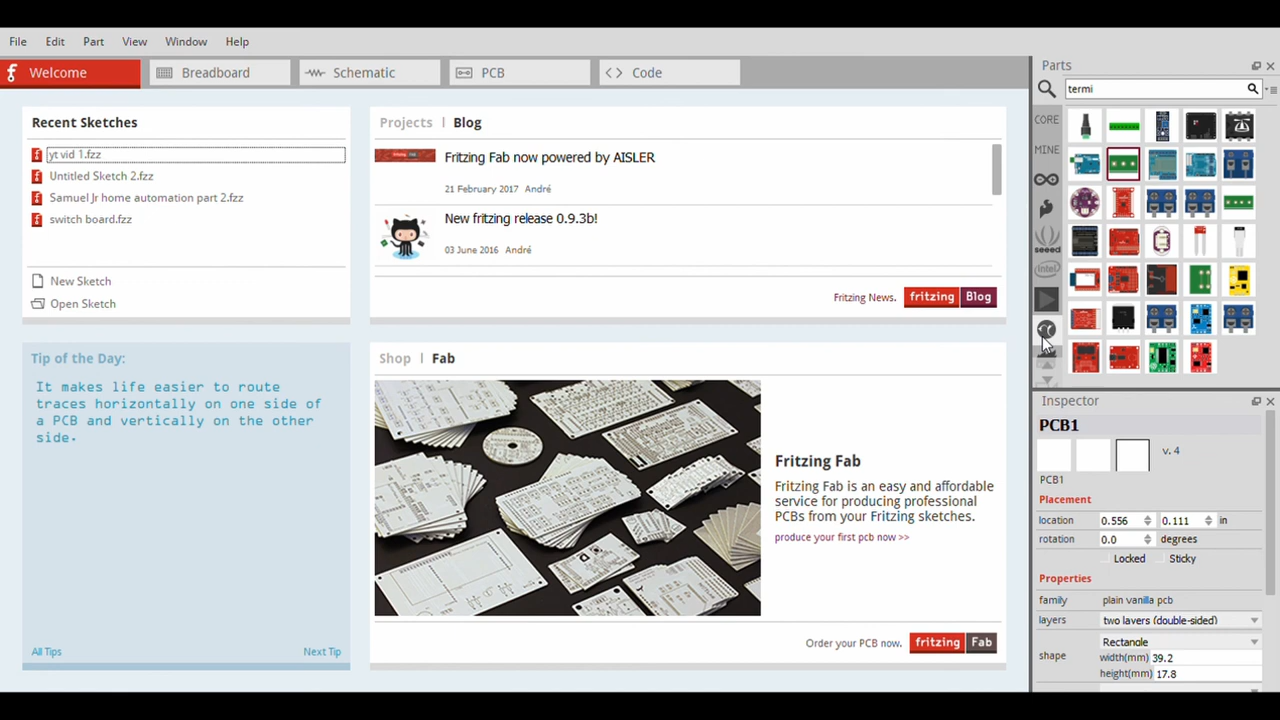 File Edit Part View Window Help
Welcome Breadboard Schematic PCB Code
Recent Sketches
yt vid 1.fzz
Untitled Sketch 2.fzz
Samuel Jr home automation part 2.fzz
switch board.fzz
New Sketch
Open Sketch
Projects | Blog
Fritzing Fab now powered by AISLER
21 February 2017 André
New fritzing release 0.9.3b!
03 June 2016 André
Fritzing News. fritzing Blog
Tip of the Day:
It makes life easier to route
traces horizontally on one side of
a PCB and vertically on the other
side.
All Tips Next Tip
Shop | Fab
Fritzing Fab
Fritzing Fab is an easy and affordable
service for producing professional
PCBs from your Fritzing sketches.
produce your first pcb now >>
Order your PCB now. fritzing Fab
Parts
termi
CORE
MINE
seeed
intel
Inspector
PCB1
v. 4
PCB1
Placement
location 0.556 0.111 in
rotation 0.0 degrees
Locked Sticky
Properties
family plain vanilla pcb
layers two layers (double-sided)
shape Rectangle
width(mm) 39.2
height(mm) 17.8